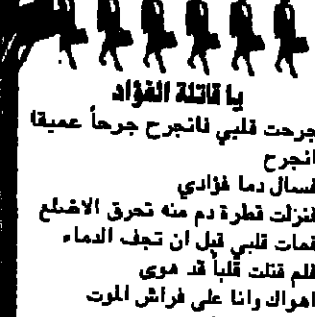 يا قاتلة الفؤاد
جرحت قلبي فانجرح جرحاً عميقا
انجرح
فسال دما فؤادي
فنزلت قطرة دم منه تحرق الاضلع
فمات قلبي قبل ان تجف الدماء
فلم قتلت قلباً قد هوى
اهواك وانا على فراش الموت